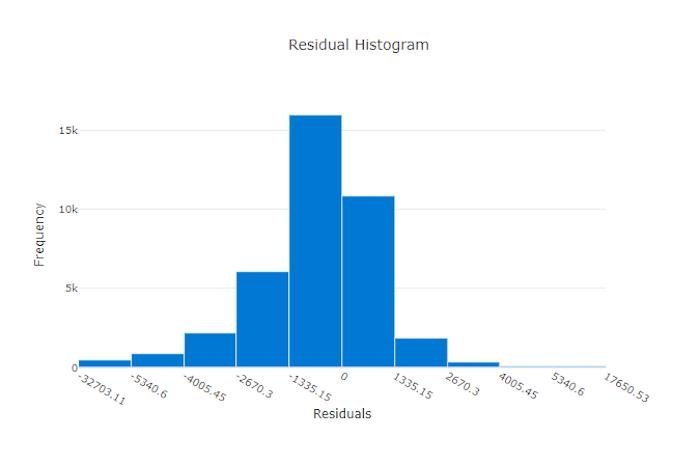 Residual Histogram
15k
10k
5k
0
Frequency
-32703.11
-5340.6
-4005.45
-2670.3
-1335.15
0
1335.15
2670.3
4005.45
5340.6
17650.53
Residuals